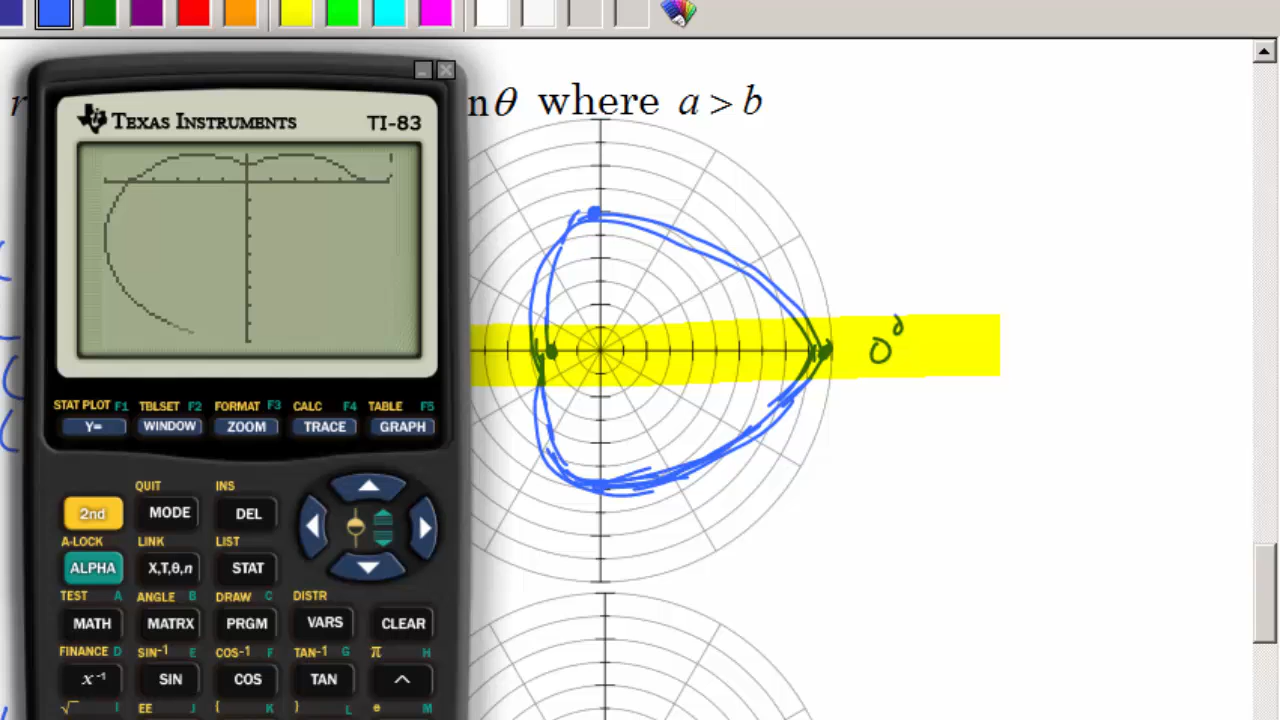 r nθ where a > b
TEXAS INSTRUMENTS TI-83
0°
STAT PLOT F1 TBLSET F2 FORMAT F3 CALC F4 TABLE F5
Y= WINDOW ZOOM TRACE GRAPH
QUIT INS
2nd MODE DEL
A-LOCK LINK LIST
ALPHA X,T,θ,n STAT
TEST A ANGLE B DRAW C DISTR
MATH MATRX PRGM VARS CLEAR
FINANCE D SIN⁻¹ E COS⁻¹ F TAN⁻¹ G π H
x⁻¹ SIN COS TAN ^
√ I EE J { K } L e M